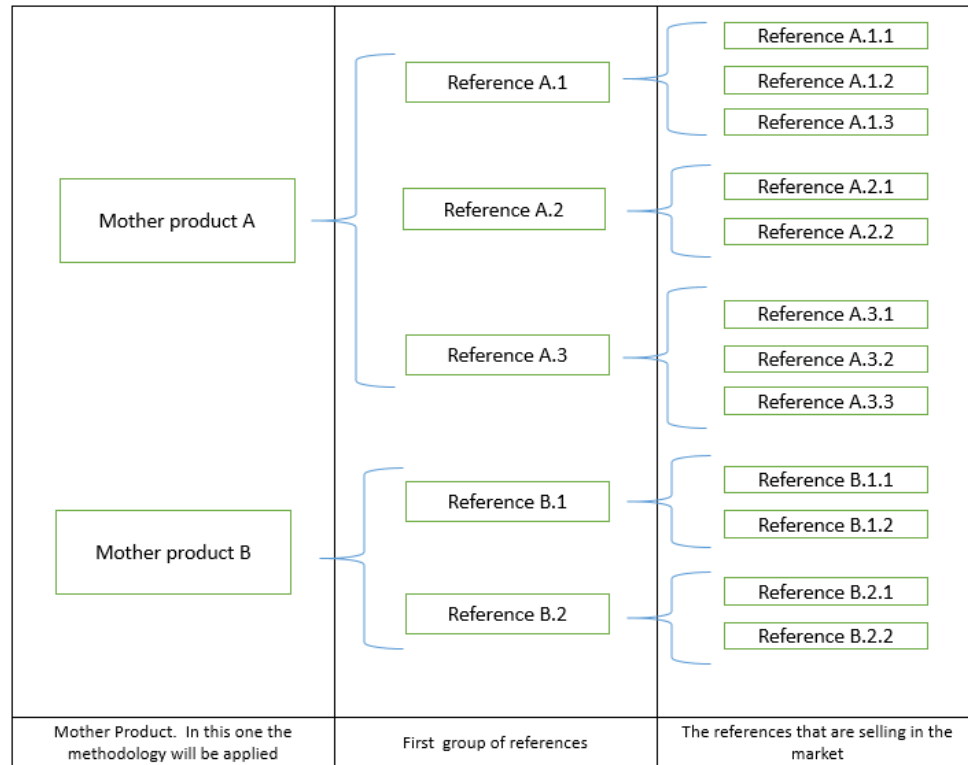 Mother product A
Reference A.1
Reference A.1.1
Reference A.1.2
Reference A.1.3
Reference A.2
Reference A.2.1
Reference A.2.2
Reference A.3
Reference A.3.1
Reference A.3.2
Reference A.3.3
Mother product B
Reference B.1
Reference B.1.1
Reference B.1.2
Reference B.2
Reference B.2.1
Reference B.2.2
Mother Product. In this one the
methodology will be applied
First group of references
The references that are selling in the
market